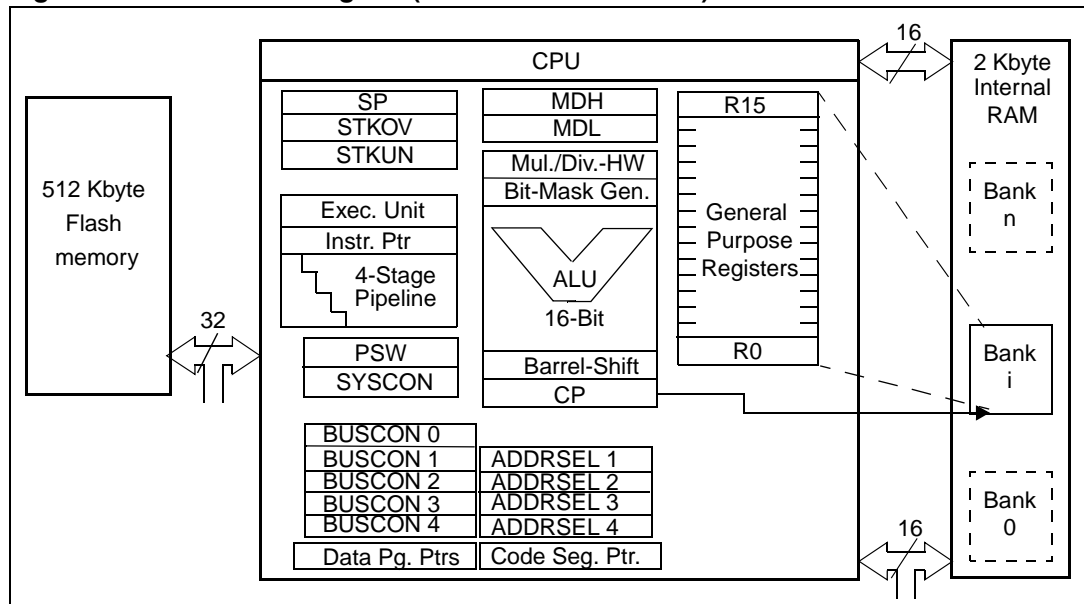 CPU
16
2 Kbyte
Internal
RAM
512 Kbyte
Flash
memory
32
SP
STKOV
STKUN
Exec. Unit
Instr. Ptr
4-Stage
Pipeline
PSW
SYSCON
MDH
MDL
Mul./Div.-HW
Bit-Mask Gen.
ALU
16-Bit
Barrel-Shift
CP
R15
General
Purpose
Registers
R0
Bank
n
Bank
i
Bank
0
BUSCON 0
BUSCON 1
BUSCON 2
BUSCON 3
BUSCON 4
ADDRSEL 1
ADDRSEL 2
ADDRSEL 3
ADDRSEL 4
Data Pg. Ptrs
Code Seg. Ptr.
16